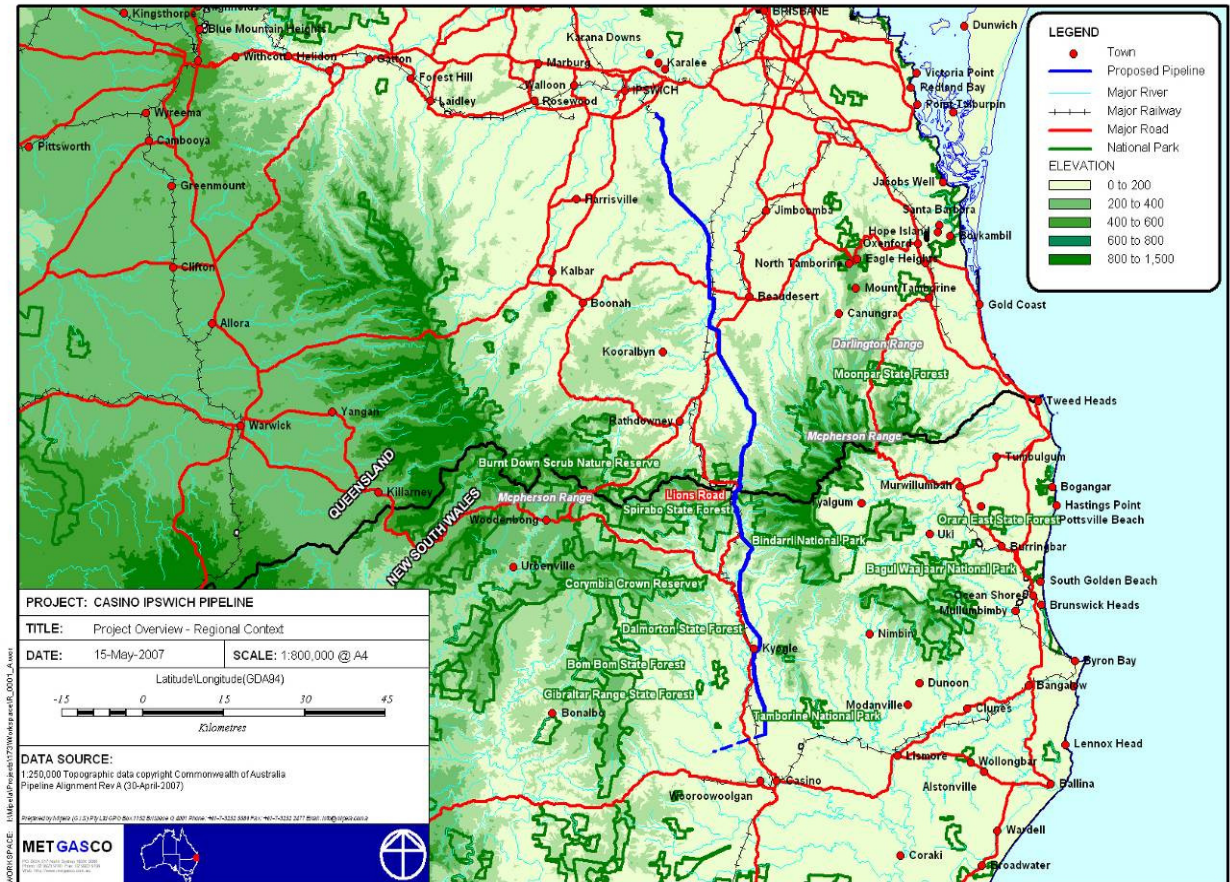 Kingsthorpe
Blue Mountain Heights
Withcott
Helidon
Gatton
Forest Hill
Laidley
Karana Downs
Marburg
Karalee
Walloon
IPSWICH
Rosewood
BRISBANE
Dunwich
Victoria Point
Redland Bay
Wyreema
Cambooya
Pittsworth
Greenmount
Harrisville
Jimboomba
Jacobs Well
Santa Barbara
Hope Island
Oxenford
Boykambil
Eagle Heights
North Tamborine
Mount Tamborine
Clifton
Kalbar
Boonah
Beaudesert
Canungra
Gold Coast
Allora
Kooralbyn
Darlington Range
Moonpar State Forest
Yangan
Warwick
Rathdowney
Tweed Heads
Mcpherson Range
Tumbulgum
Burnt Down Scrub Nature Reserve
QUEENSLAND
NEW SOUTH WALES
Killarney
Mcpherson Range
Lions Road
Spirabo State Forest
Woodenbong
Murwillumbah
Bogangar
Hastings Point
Tyalgum
Orara East State Forest
Pottsville Beach
Bindarri National Park
Uki
Burringbar
Urbenville
Corymbia Crown Reserve
Bagul Waajaarr National Park
South Golden Beach
Ocean Shores
Mullumbimby
Brunswick Heads
Dalmorton State Forest
Nimbin
Kyogle
Bom Bom State Forest
Byron Bay
Gibraltar Range State Forest
Dunoon
Bangalow
Bonalbo
Modanville
Clunes
Tamborine National Park
Lennox Head
Lismore
Wollongbar
Alstonville
Ballina
Casino
Wooroowoolgan
Wardell
Coraki
Broadwater
LEGEND
Town
Proposed Pipeline
Major River
Major Railway
Major Road
National Park
ELEVATION
0 to 200
200 to 400
400 to 600
600 to 800
800 to 1,500
PROJECT: CASINO IPSWICH PIPELINE
TITLE: Project Overview - Regional Context
DATE: 15-May-2007
SCALE: 1:800,000 @ A4
Latitude\Longitude(GDA94)
-15 0 15 30 45
Kilometres
DATA SOURCE:
1:250,000 Topographic data copyright Commonwealth of Australia
Pipeline Alignment Rev A (30-April-2007)
METGASCO